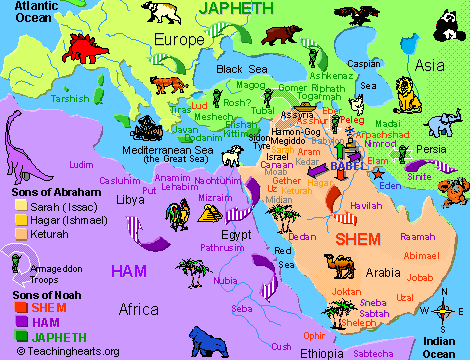 Atlantic
Ocean
JAPHETH
Europe
Black Sea
Caspian
Sea
Asia
Ashkenaz
Magog
Gomer Riphath
Togarmah
Tarshish
Tiras
Lud
Rosh?
Tubal
Meshech
Javan
Dodanim
Elishah
Kittim
Assyria
Asshur
Eber
Peleg
Hamon-Gog
Megiddo
Sidon
Tyre
Sarah
Israel
Aram
Kedar
Canaan
Moab
Gether
Hagar
Uz
Keturah
Midian
BABEL
Arpachshad
Madai
Nimrod
Persia
Elam
Sinite
Eden
Mediterranean Sea
(the Great Sea)
Ludim
Casluhim
Anamim
Naphtuhim
Put
Lehabim
Mizraim
Libya
Egypt
Pathrusim
Havilah
Dedan
SHEM
Raamah
Red
Sea
Abimael
Arabia
Jobab
Joktan
Sheba
Sabtah
Uzal
Sheleph
Nubia
Seba
Cush
Ophir
Ethiopia
Sabtecha
HAM
Africa
Indian
Ocean
N
W
E
S
Sons of Abraham
Sarah (Issac)
Hagar (Ishmael)
Keturah
Armageddon
Troops
Sons of Noah
SHEM
HAM
JAPHETH
© Teachinghearts.org